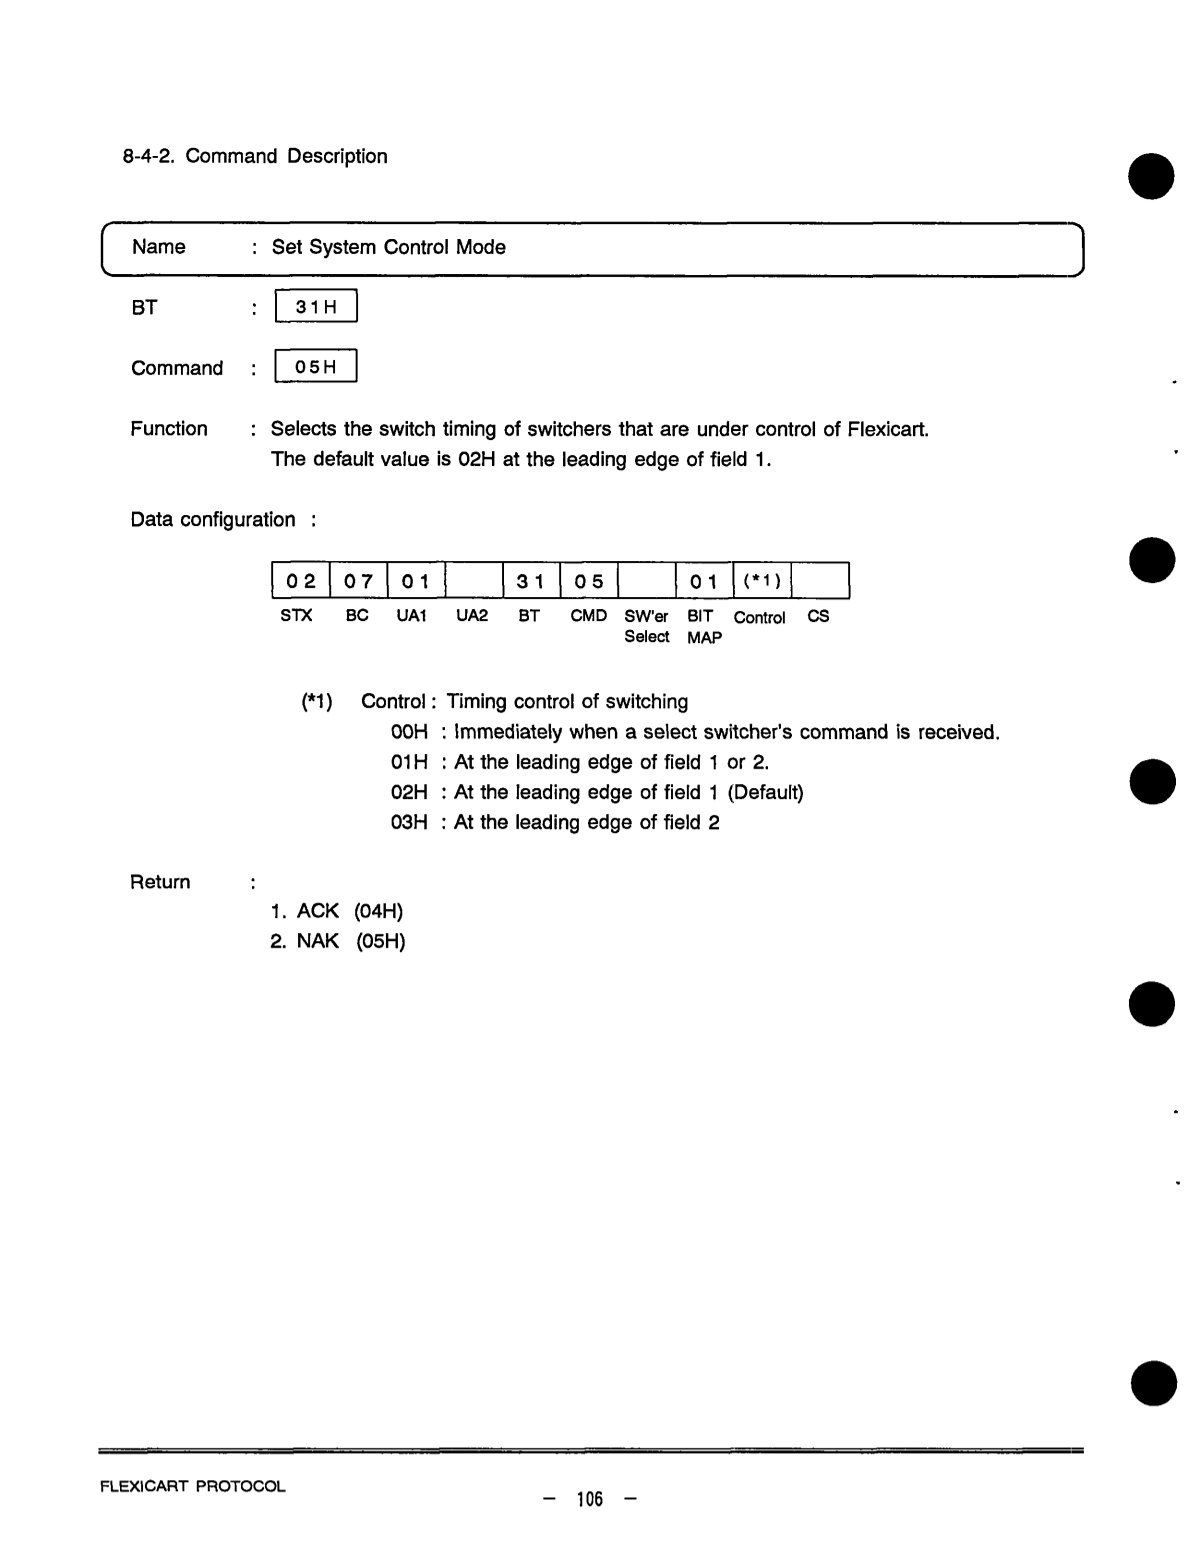 8-4-2. Command Description
Name : Set System Control Mode
BT : 31H
Command : 05H
Function : Selects the switch timing of switchers that are under control of Flexicart.
The default value is 02H at the leading edge of field 1.
Data configuration :
02 07 01 31 05 01 (*1)
STX BC UA1 UA2 BT CMD SW'er BIT Control CS
Select MAP
(*1) Control : Timing control of switching
00H : Immediately when a select switcher's command is received.
01H : At the leading edge of field 1 or 2.
02H : At the leading edge of field 1 (Default)
03H : At the leading edge of field 2
Return :
1. ACK (04H)
2. NAK (05H)
FLEXICART PROTOCOL
– 106 –